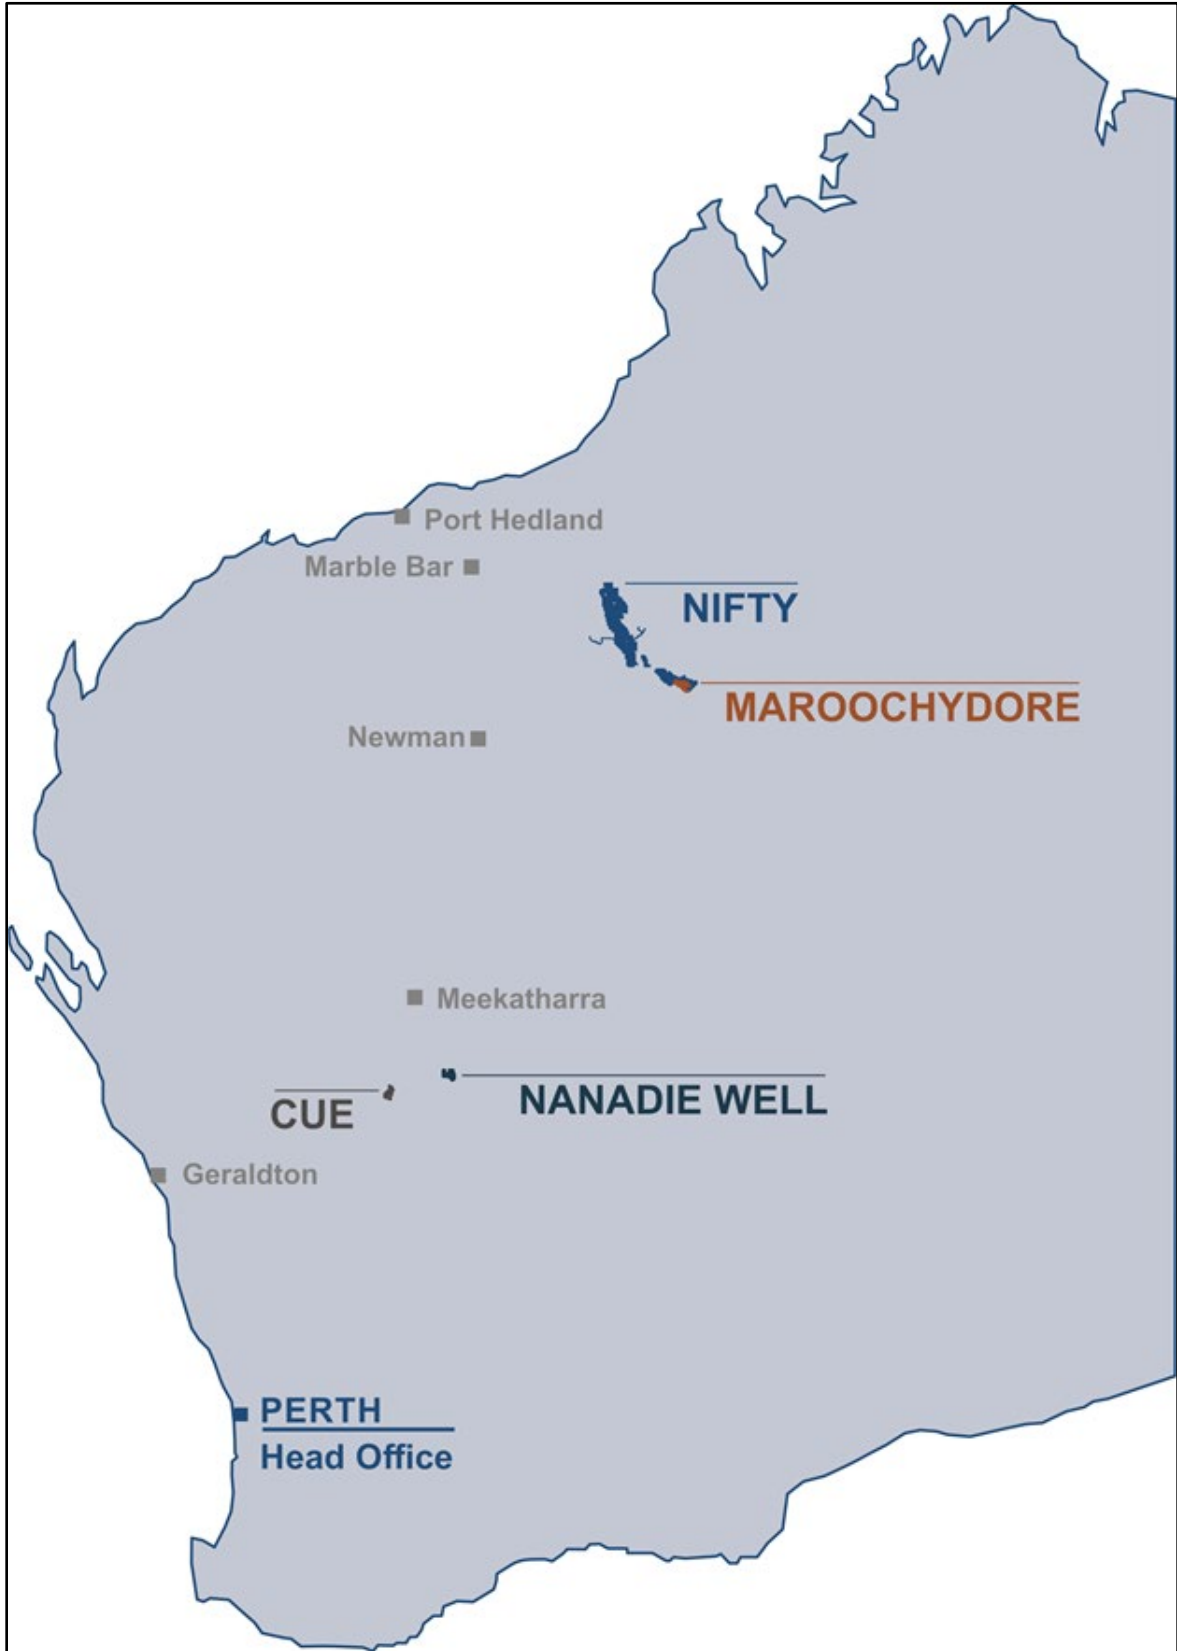 Port Hedland
Marble Bar
NIFTY
MAROOCHYDORE
Newman
Meekatharra
NANADIE WELL
CUE
Geraldton
PERTH
Head Office